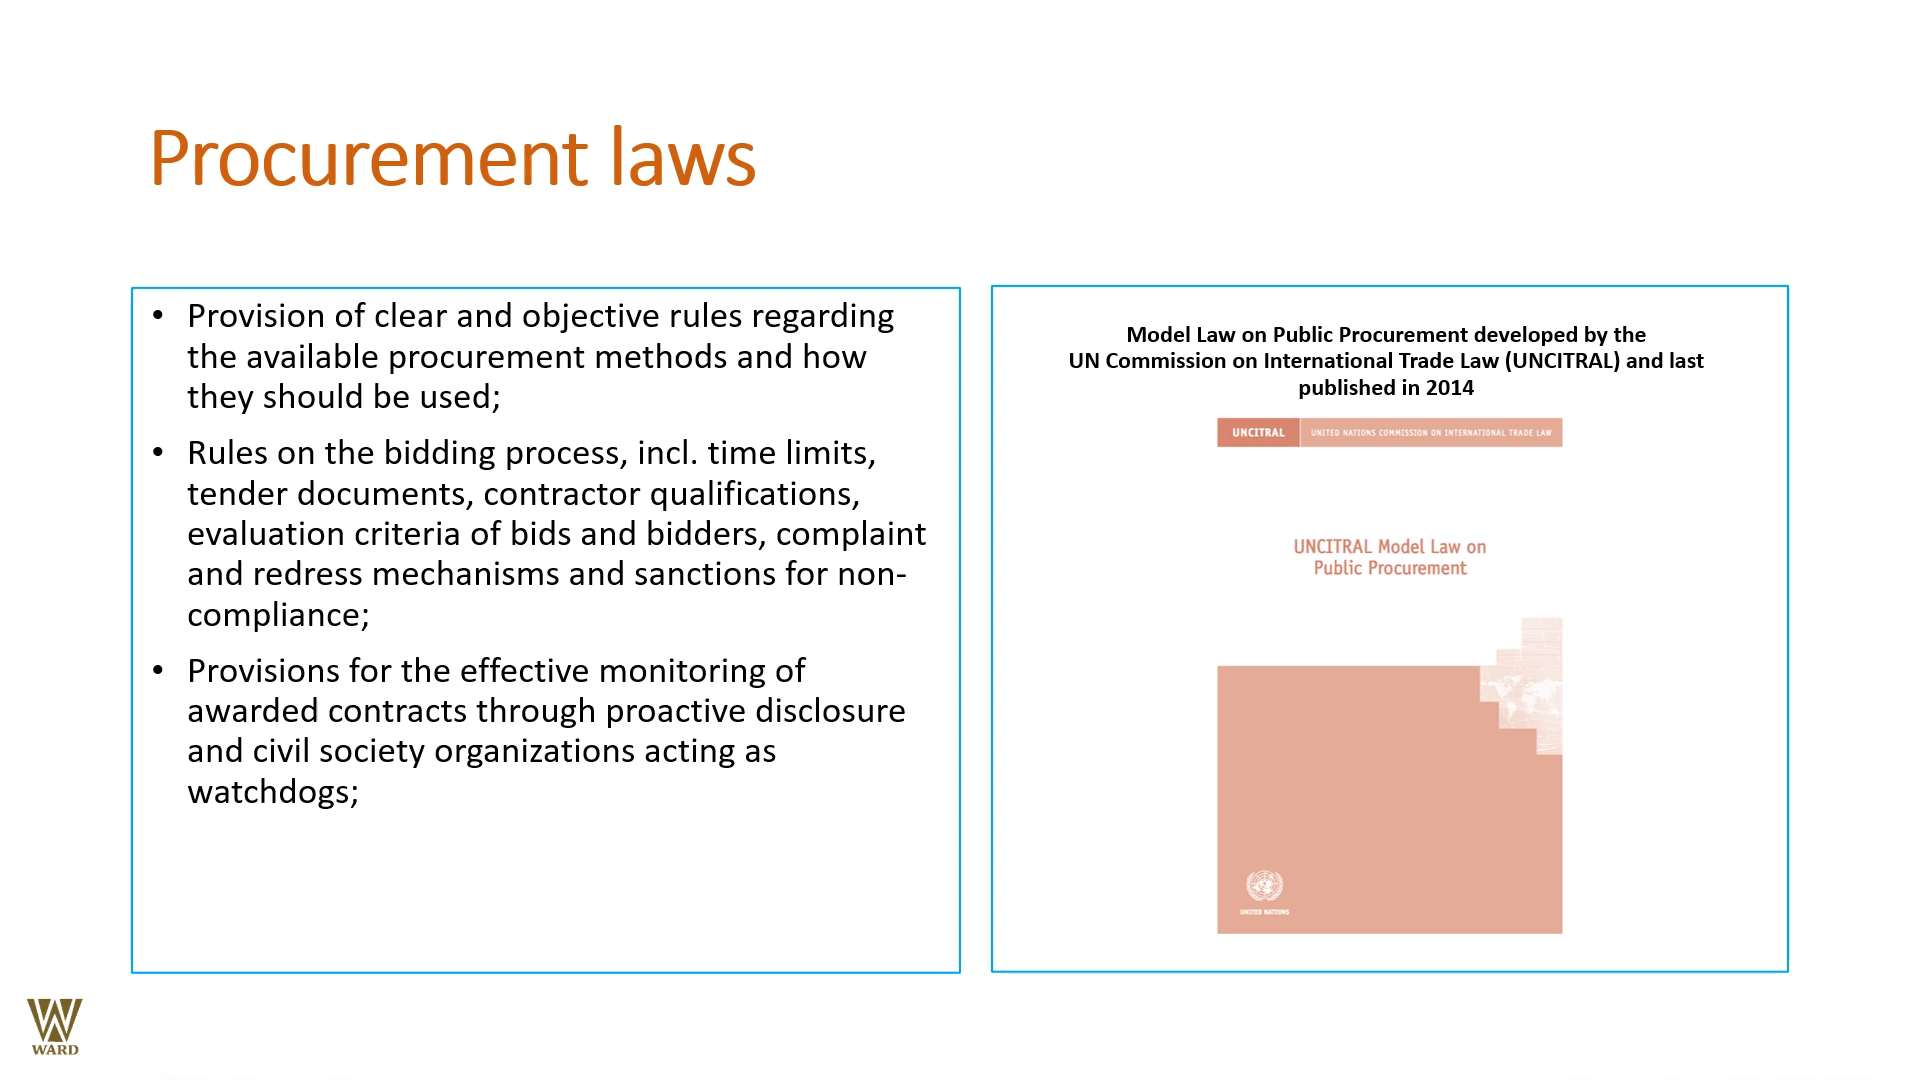 Procurement laws
• Provision of clear and objective rules regarding
the available procurement methods and how
they should be used;
• Rules on the bidding process, incl. time limits,
tender documents, contractor qualifications,
evaluation criteria of bids and bidders, complaint
and redress mechanisms and sanctions for non-
compliance;
• Provisions for the effective monitoring of
awarded contracts through proactive disclosure
and civil society organizations acting as
watchdogs;
Model Law on Public Procurement developed by the
UN Commission on International Trade Law (UNCITRAL) and last
published in 2014
UNCITRAL UNITED NATIONS COMMISSION ON INTERNATIONAL TRADE LAW
UNCITRAL Model Law on
Public Procurement
UNITED NATIONS
WARD